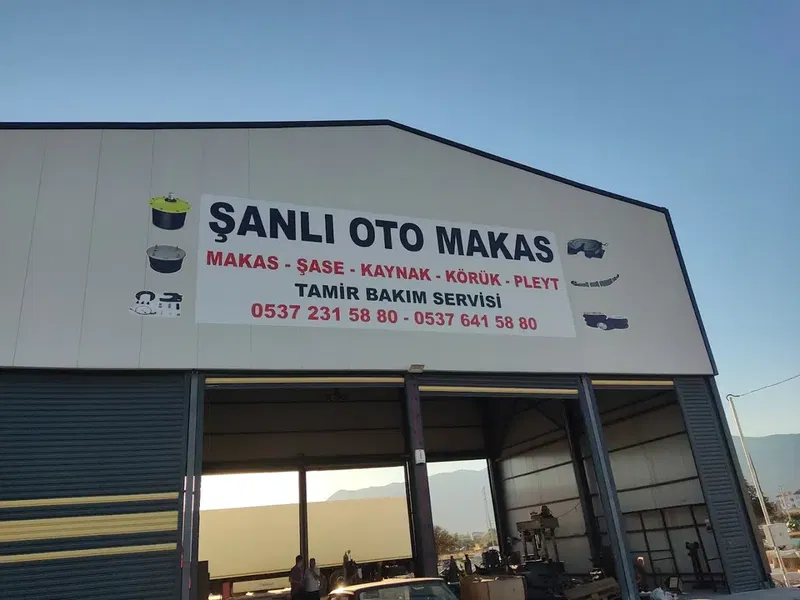 ŞANLI OTO MAKAS
MAKAS - ŞASE - KAYNAK - KÖRÜK - PLEYT
TAMİR BAKIM SERVİSİ
0537 231 58 80 - 0537 641 58 80